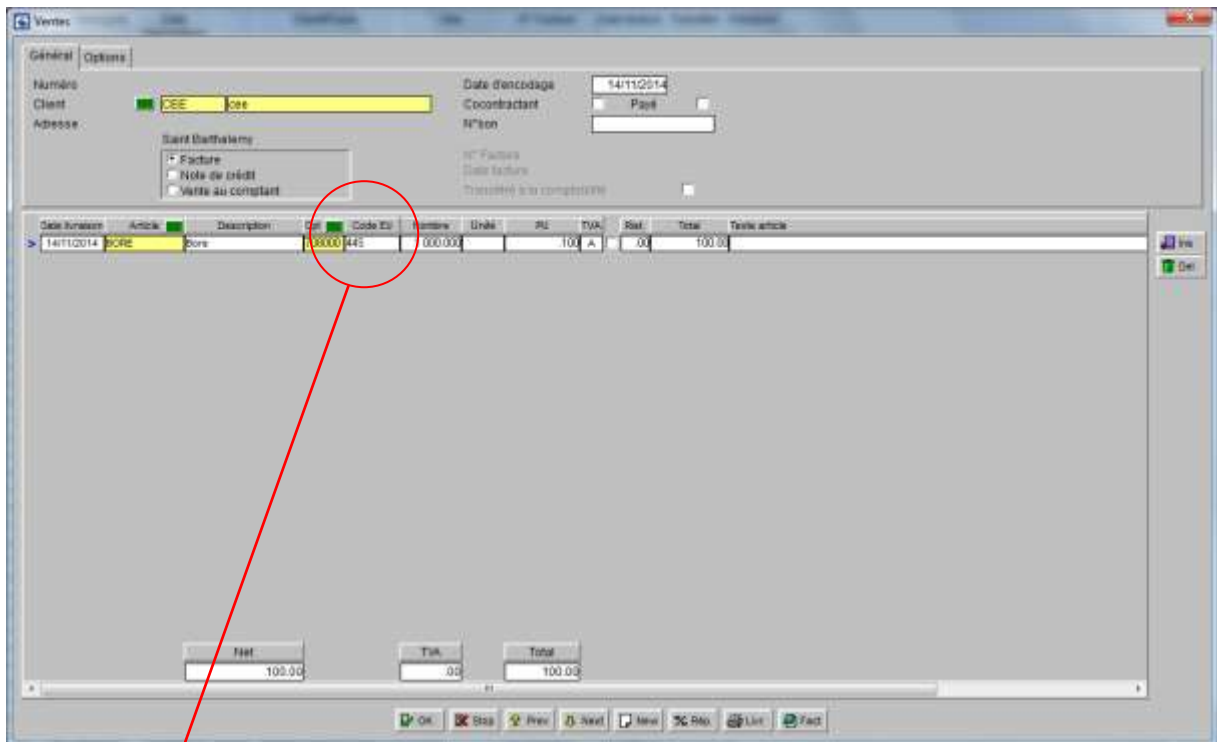 Ventes
Général Options
Numéro
Date d'encodage 14/11/2014
Client CEE cee
Cocontractant Payé
Adresse
N°bon
Saint Barthelemy
Facture
N° Facture
Note de crédit
Date facture
Vente au comptant
Transféré à la comptabilité
Date livraison Article Description Cpt Code EU Nombre Unité PU TVA Rist. Total Texte article
> 14/11/2014 BORE Bore 445 000.000 .100 A .00 100.00
Ins
Del
Net TVA Total
100.00 .00 100.00
OK Stop Prev Next New Rép. Livr Fact